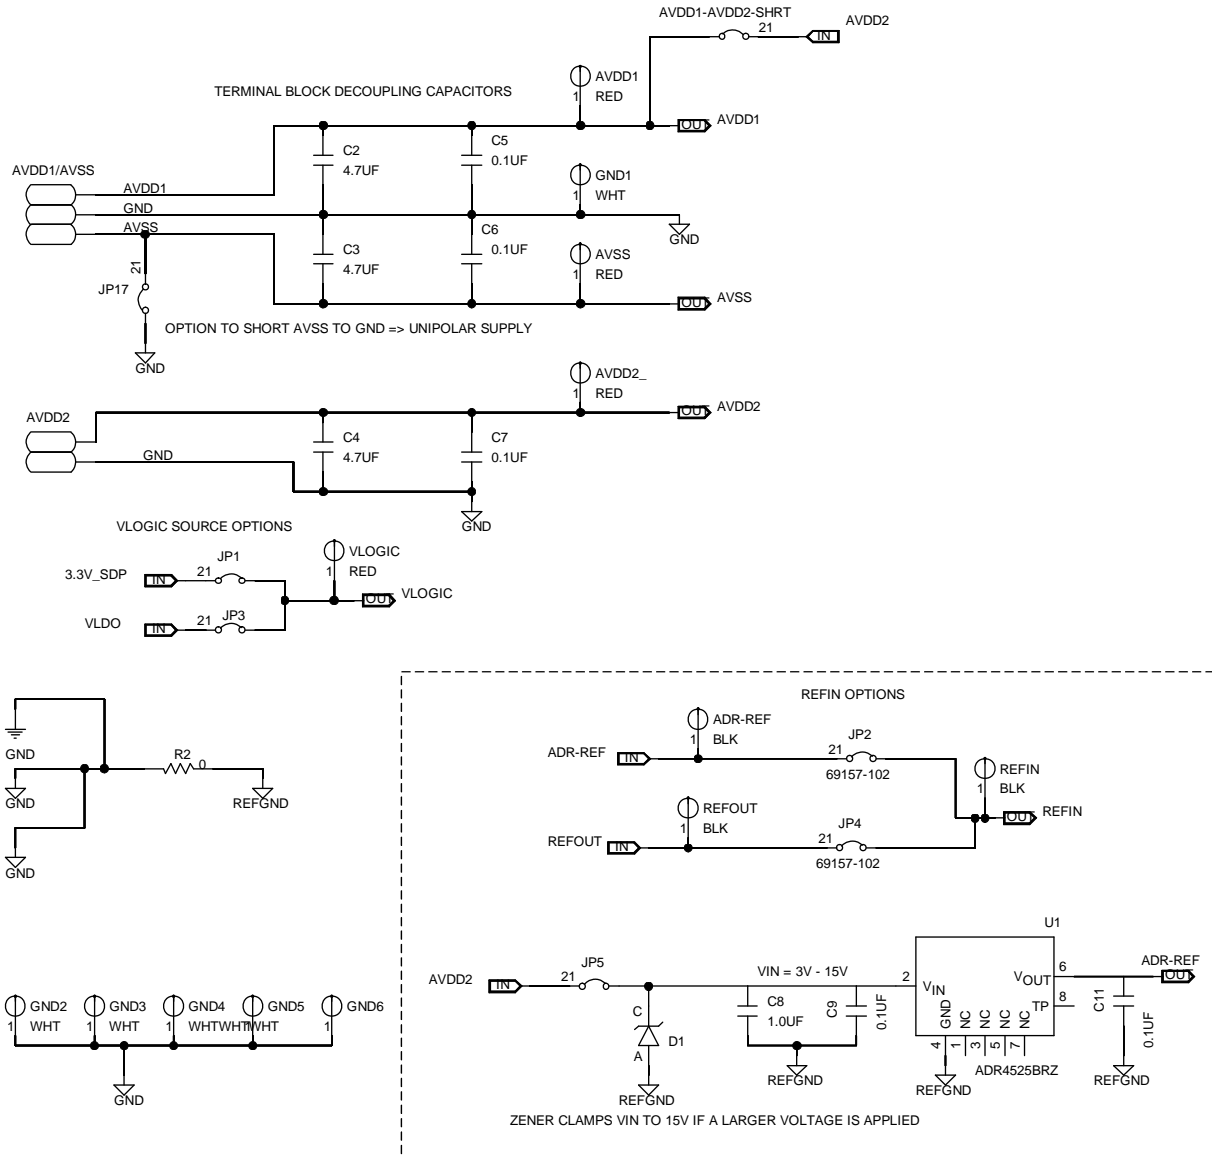 AVDD1-AVDD2-SHRT
21
IN
AVDD2
AVDD1
1
RED
TERMINAL BLOCK DECOUPLING CAPACITORS
OUT
AVDD1
C2
4.7UF
C5
0.1UF
AVDD1/AVSS
AVDD1
GND
AVSS
GND1
1
WHT
GND
C3
4.7UF
C6
0.1UF
AVSS
1
RED
21
JP17
OUT
AVSS
OPTION TO SHORT AVSS TO GND => UNIPOLAR SUPPLY
GND
AVDD2_
1
RED
AVDD2
OUT
AVDD2
GND
C4
4.7UF
C7
0.1UF
GND
VLOGIC SOURCE OPTIONS
3.3V_SDP
IN
21
JP1
VLOGIC
1
RED
OUT
VLOGIC
VLDO
IN
21
JP3
GND
GND
R2
0
REFGND
GND
REFIN OPTIONS
ADR-REF
1
BLK
ADR-REF
IN
21
JP2
69157-102
REFIN
1
BLK
OUT
REFIN
REFOUT
1
BLK
REFOUT
IN
21
JP4
69157-102
GND2
1
WHT
GND3
1
WHT
GND4
1
WHT
GND5
1
WHT
GND6
1
WHT
GND
AVDD2
IN
21
JP5
VIN = 3V - 15V
C
D1
A
REFGND
C8
1.0UF
C9
0.1UF
REFGND
U1
2
VIN
VOUT
6
TP
8
GND
NC
NC
NC
NC
4
1
3
5
7
ADR4525BRZ
REFGND
ADR-REF
OUT
C11
0.1UF
REFGND
ZENER CLAMPS VIN TO 15V IF A LARGER VOLTAGE IS APPLIED